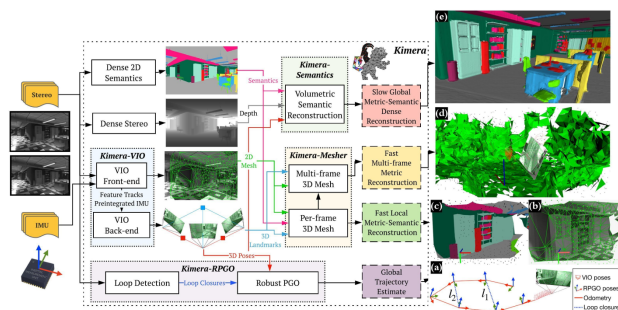 Kimera
(e)
Dense 2D
Semantics
Kimera-
Semantics
Semantics
Volumetric
Semantic
Reconstruction
Slow Global
Metric-Semantic
Dense
Reconstruction
Stereo
Dense Stereo
Depth
(d)
Kimera-VIO
VIO
Front-end
Feature Tracks
Preintegrated IMU
VIO
Back-end
2D
Mesh
Kimera-Mesher
Multi-frame
3D Mesh
Fast
Multi-frame
Metric
Reconstruction
IMU
3D
Landmarks
Per-frame
3D Mesh
Fast Local
Metric-Semantic
Reconstruction
(c)
(b)
3D Poses
Kimera-RPGO
Loop Detection
Loop Closures
Robust PGO
Global
Trajectory
Estimate
(a)
l2
l1
VIO poses
RPGO poses
Odometry
Loop closures